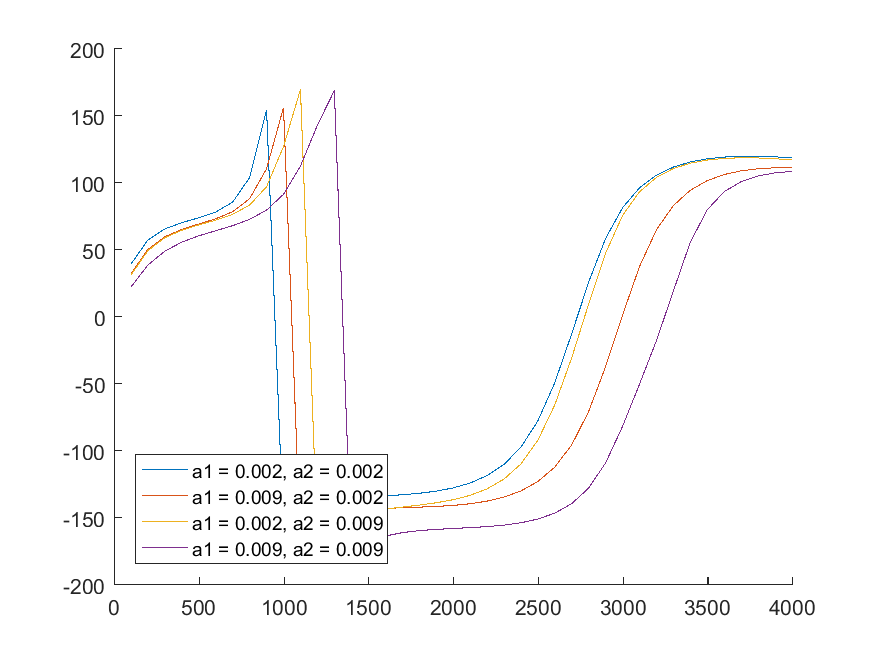 200
150
100
50
0
-50
-100
-150
-200
a1 = 0.002, a2 = 0.002
a1 = 0.009, a2 = 0.002
a1 = 0.002, a2 = 0.009
a1 = 0.009, a2 = 0.009
0 500 1000 1500 2000 2500 3000 3500 4000